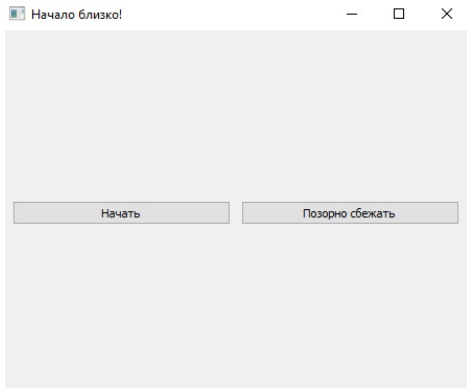 Начало близко!
Начать
Позорно сбежать